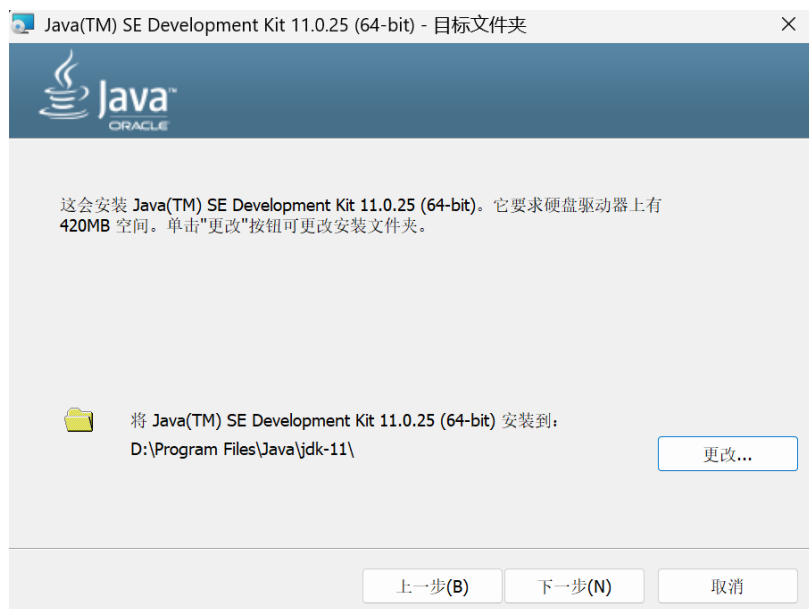 Java(TM) SE Development Kit 11.0.25 (64-bit) - 目标文件夹
Java™
ORACLE
这会安装 Java(TM) SE Development Kit 11.0.25 (64-bit)。它要求硬盘驱动器上有
420MB 空间。单击"更改"按钮可更改安装文件夹。
将 Java(TM) SE Development Kit 11.0.25 (64-bit) 安装到:
D:\Program Files\Java\jdk-11\
更改...
上一步(B)
下一步(N)
取消